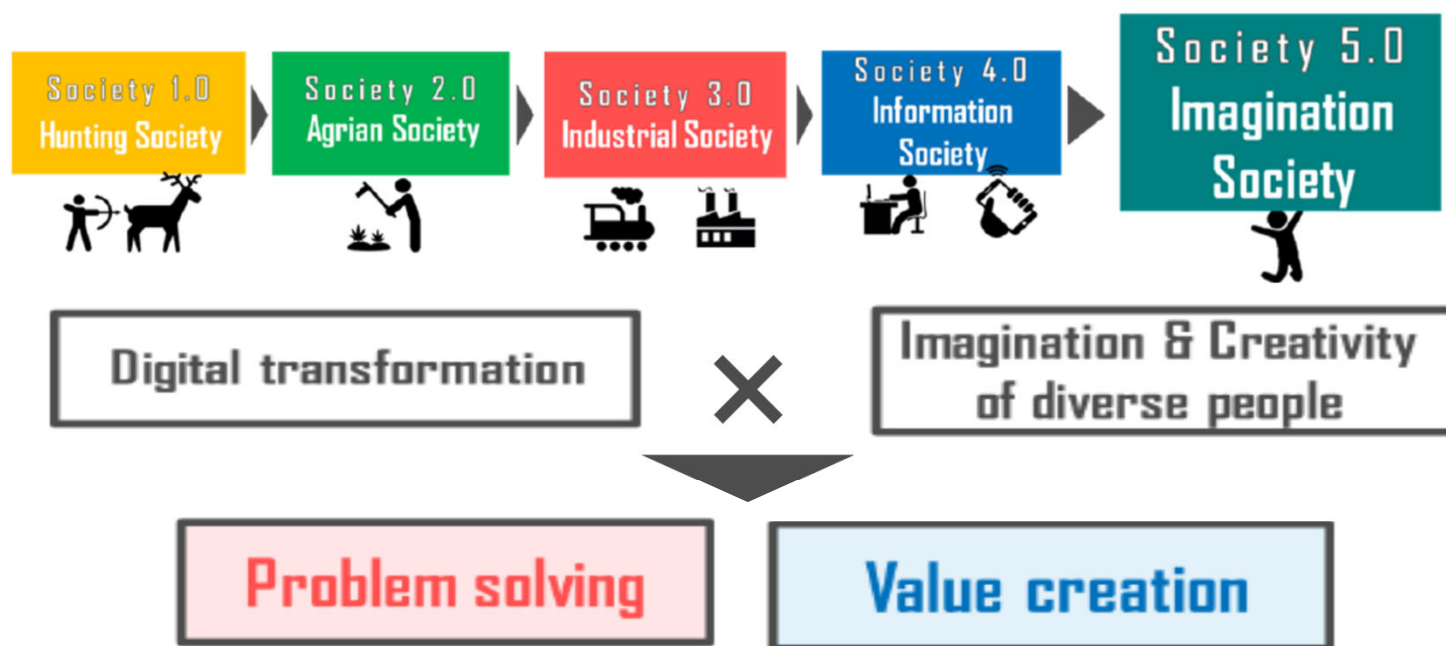 Society 1.0
Hunting Society
Society 2.0
Agrian Society
Society 3.0
Industrial Society
Society 4.0
Information
Society
Society 5.0
Imagination
Society
Digital transformation
×
Imagination & Creativity
of diverse people
Problem solving
Value creation